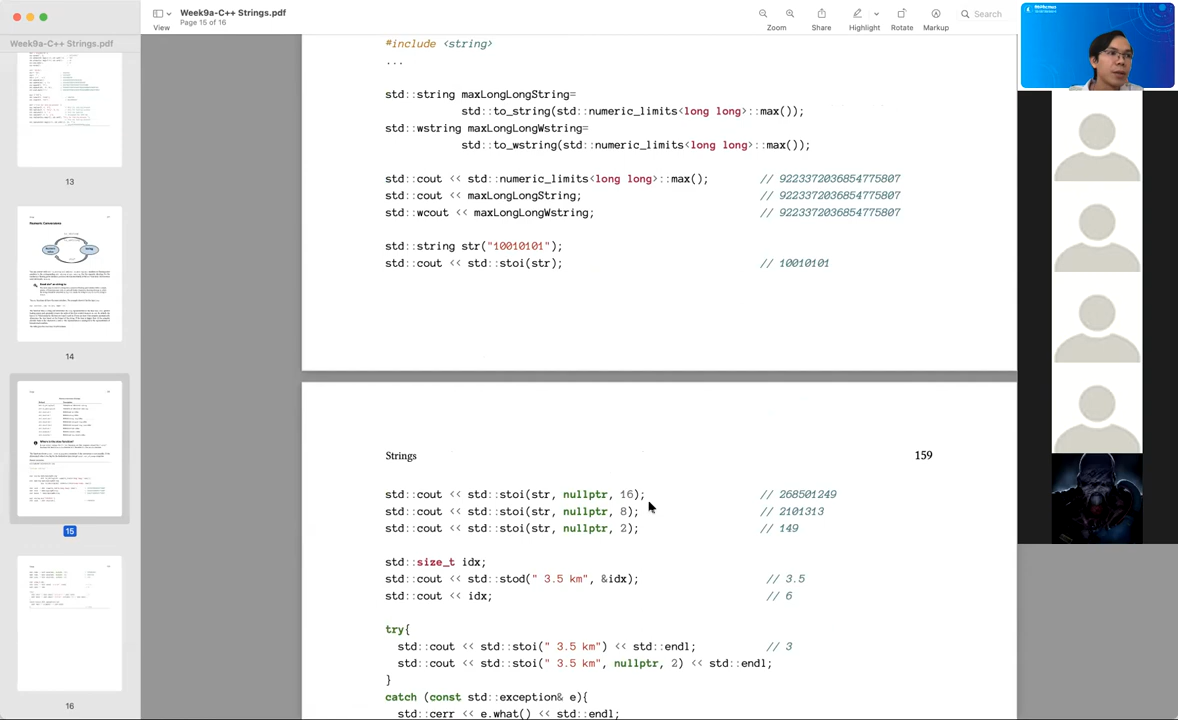 Week9a-C++ Strings.pdf
Page 15 of 16
View
Zoom
Share
Highlight
Rotate
Markup
Search
Week9a-C++ Strings.pdf
13
14
15
16
#include <string>
...
std::string maxLongLongString=
std::to_string(std::numeric_limits<long long>::max());
std::wstring maxLongLongWstring=
std::to_wstring(std::numeric_limits<long long>::max());
std::cout << std::numeric_limits<long long>::max(); // 9223372036854775807
std::cout << maxLongLongString; // 9223372036854775807
std::wcout << maxLongLongWstring; // 9223372036854775807
std::string str("10010101");
std::cout << std::stoi(str); // 10010101
Strings 159
std::cout << std::stoi(str, nullptr, 16); // 268501249
std::cout << std::stoi(str, nullptr, 8); // 2101313
std::cout << std::stoi(str, nullptr, 2); // 149
std::size_t idx;
std::cout << std::stod(" 3.5 km", &idx); // 3.5
std::cout << idx; // 6
try{
std::cout << std::stoi(" 3.5 km") << std::endl; // 3
std::cout << std::stoi(" 3.5 km", nullptr, 2) << std::endl;
}
catch (const std::exception& e){
std::cerr << e.what() << std::endl;